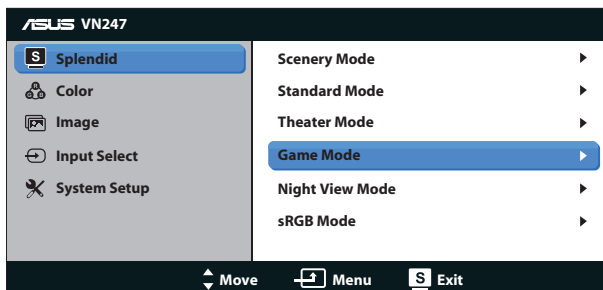 ASUS VN247
S Splendid
Color
Image
Input Select
System Setup
Scenery Mode
Standard Mode
Theater Mode
Game Mode
Night View Mode
sRGB Mode
Move Menu S Exit